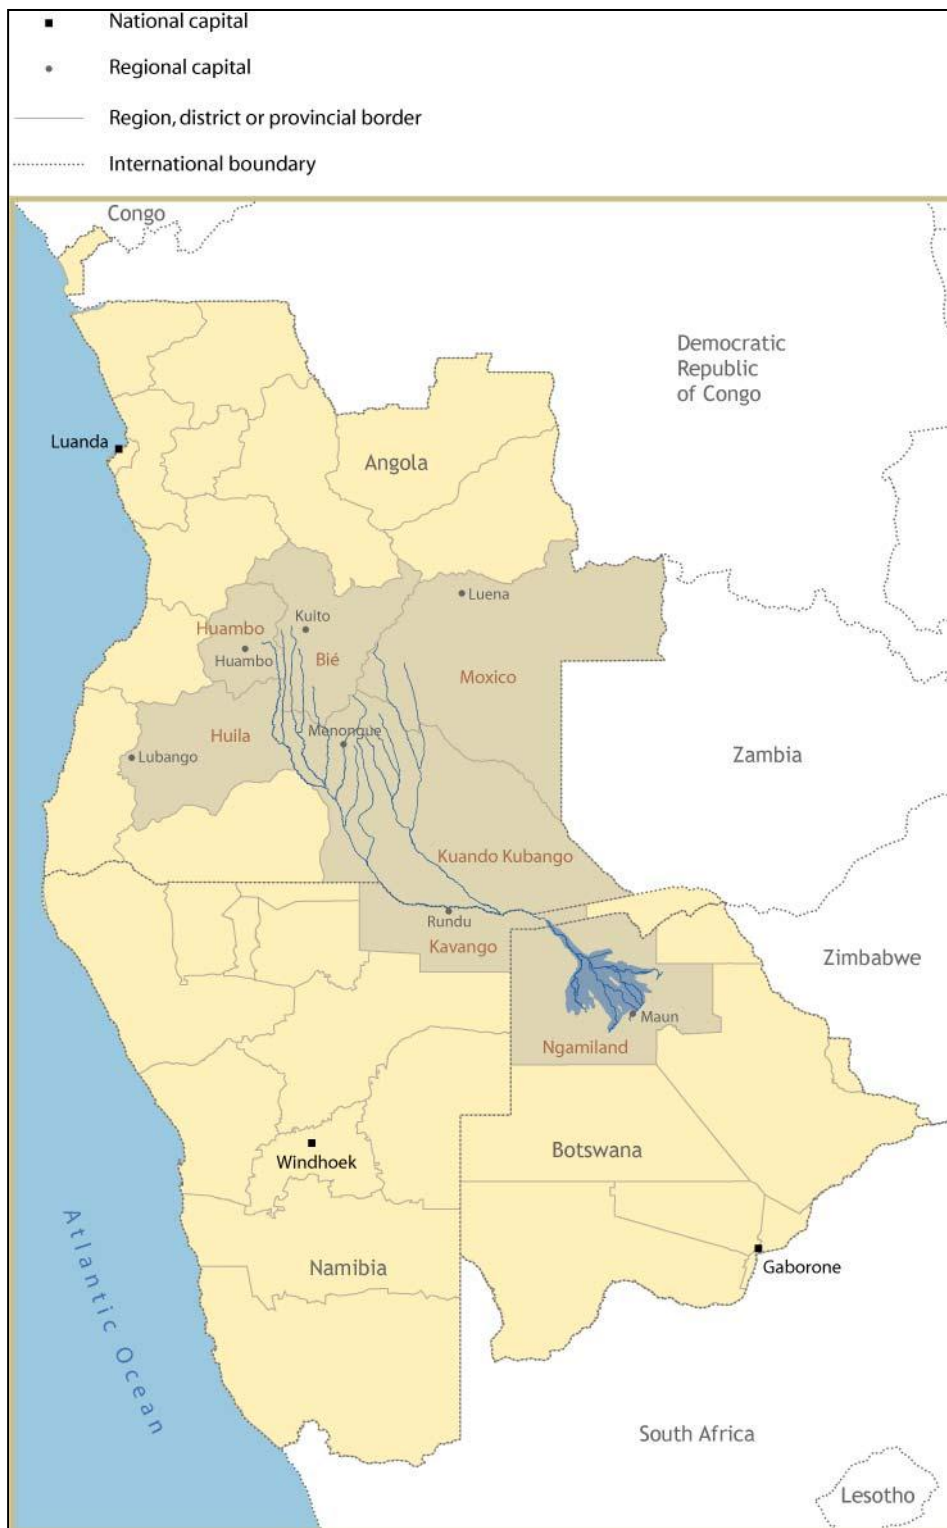 National capital
Regional capital
Region, district or provincial border
International boundary
Congo
Democratic
Republic
of Congo
Luanda
Angola
Luena
Kuito
Huambo
Huambo
Bié
Moxico
Huila
Menongue
Lubango
Zambia
Kuando Kubango
Rundu
Kavango
Zimbabwe
Maun
Ngamiland
Botswana
Windhoek
Atlantic Ocean
Namibia
Gaborone
South Africa
Lesotho